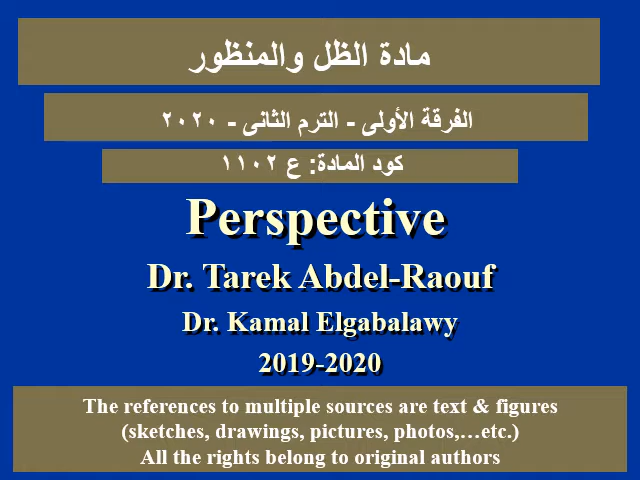 مادة الظل والمنظور
الفرقة الأولى - الترم الثانى - ٢٠٢٠
كود المادة: ع ١١٠٢
Perspective
Dr. Tarek Abdel-Raouf
Dr. Kamal Elgabalawy
2019-2020
The references to multiple sources are text & figures
(sketches, drawings, pictures, photos,…etc.)
All the rights belong to original authors